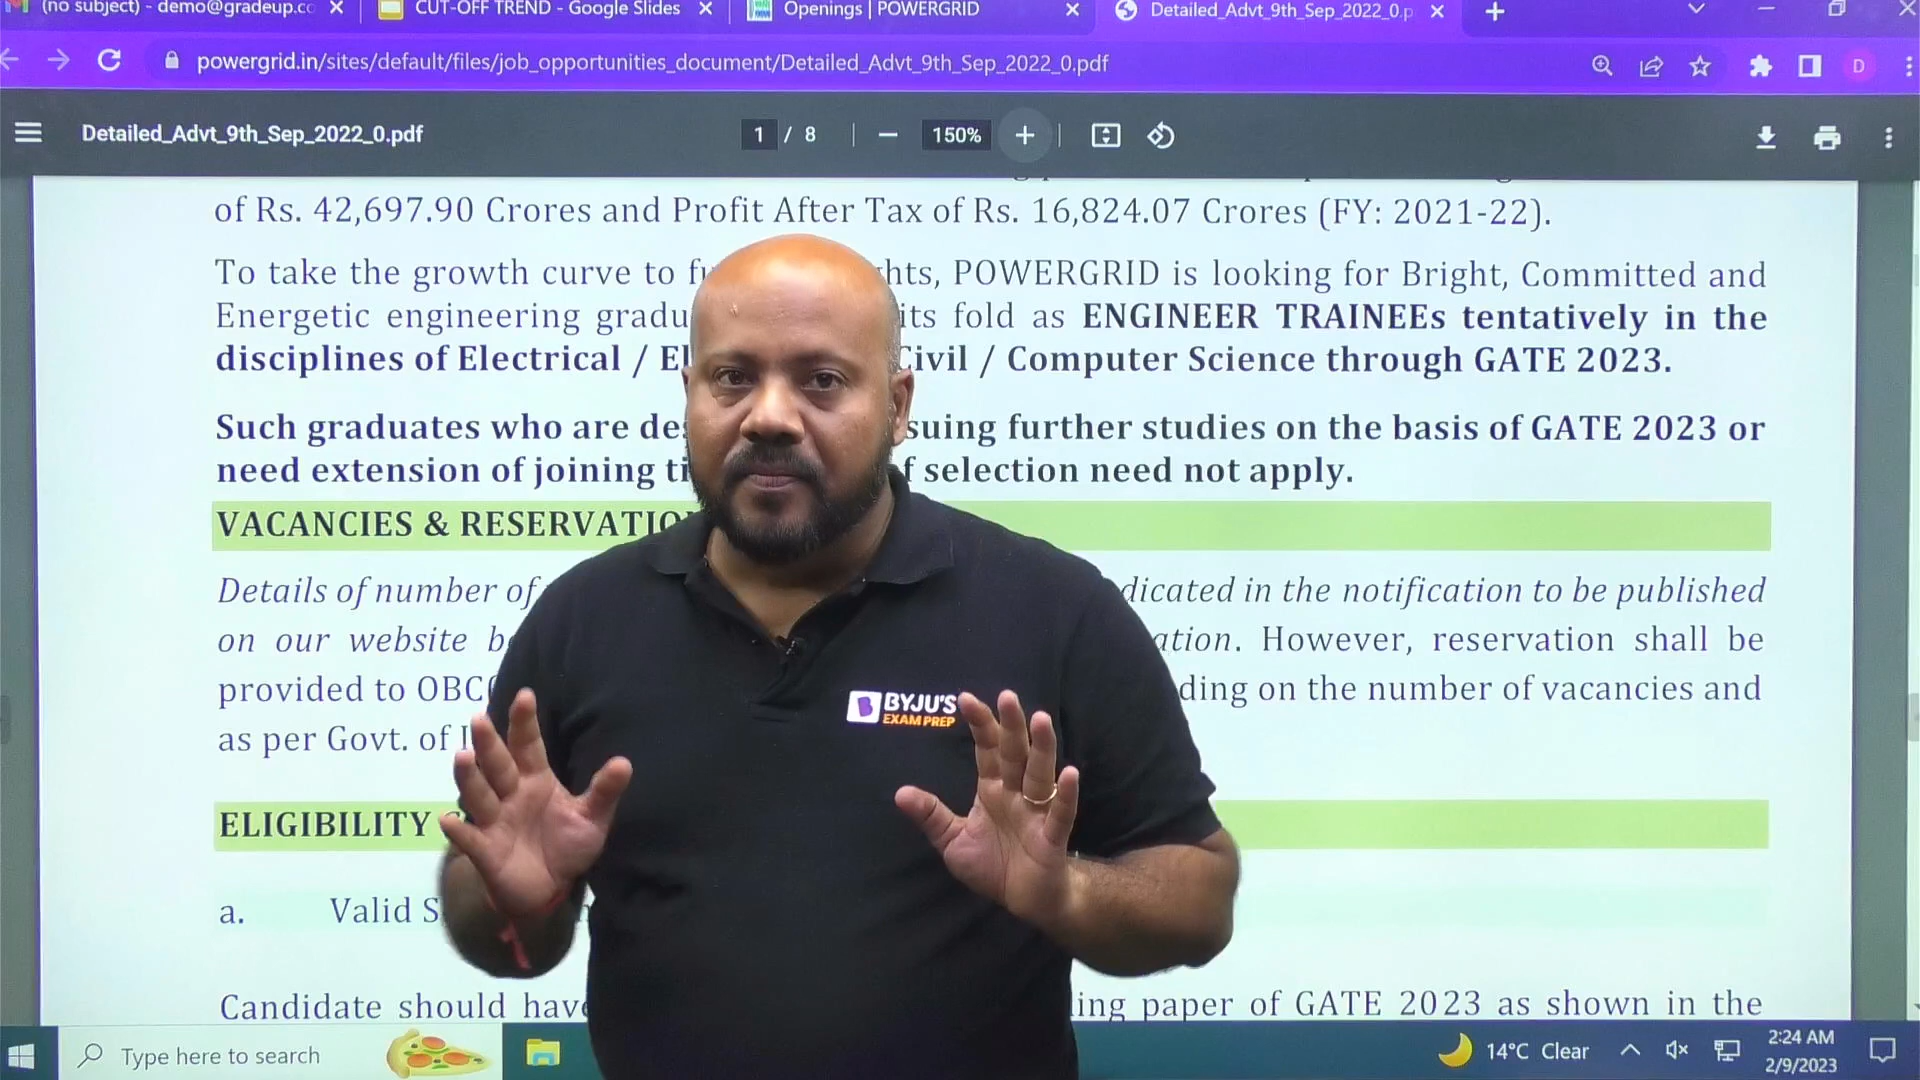 (no subject) - demo@gradeup.cc
CUT-OFF TREND - Google Slides
Openings | POWERGRID
Detailed_Advt_9th_Sep_2022_0.p
powergrid.in/sites/default/files/job_opportunities_document/Detailed_Advt_9th_Sep_2022_0.pdf
D
Detailed_Advt_9th_Sep_2022_0.pdf
1 / 8
150%
of Rs. 42,697.90 Crores and Profit After Tax of Rs. 16,824.07 Crores (FY: 2021-22).
To take the growth curve to hts, POWERGRID is looking for Bright, Committed and
Energetic engineering gradu its fold as ENGINEER TRAINEEs tentatively in the
disciplines of Electrical / El Civil / Computer Science through GATE 2023.
Such graduates who are de suing further studies on the basis of GATE 2023 or
need extension of joining ti f selection need not apply.
VACANCIES & RESERVATIO
Details of number of dicated in the notification to be published
on our website be ation. However, reservation shall be
provided to OBC ding on the number of vacancies and
as per Govt. of I
BYJU'S
EXAM PREP
ELIGIBILITY
a. Valid S
Candidate should have ing paper of GATE 2023 as shown in the
Type here to search
14°C Clear
2:24 AM
2/9/2023